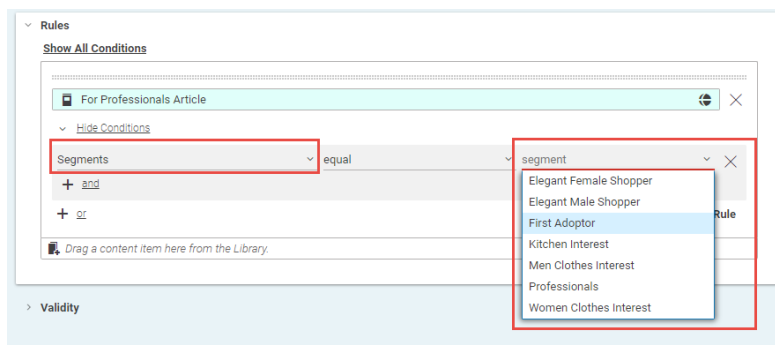 Rules
Show All Conditions
For Professionals Article
Hide Conditions
Segments equal segment
and
or
Rule
Elegant Female Shopper
Elegant Male Shopper
First Adoptor
Kitchen Interest
Men Clothes Interest
Professionals
Women Clothes Interest
Drag a content item here from the Library.
Validity